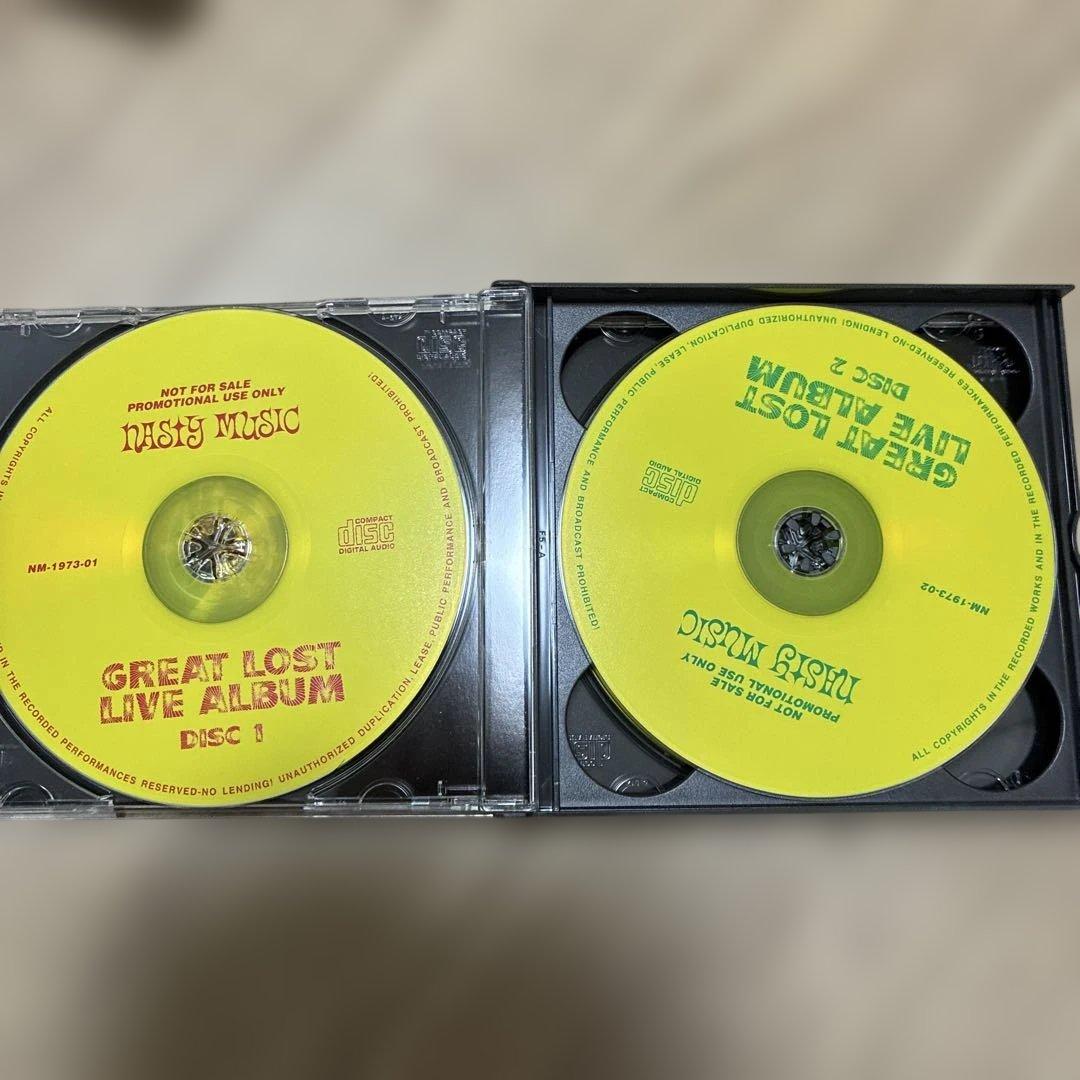 NOT FOR SALE
PROMOTIONAL USE ONLY
NASTY MUSIC
COMPACT
disc
DIGITAL AUDIO
NM-1973-01
GREAT LOST
LIVE ALBUM
DISC 1
ALL COPYRIGHTS IN
D IN THE RECORDED PERFORMANCES RESERVED-NO LENDING! UNAUTHORIZED DUPLICATION, LEASE, PUBLIC PERFORMANCE AND BROADCAST PROHIBITED!
F5-A
GREAT LOST
LIVE ALBUM
DISC 2
COMPACT
disc
DIGITAL AUDIO
NM-1973-02
NASTY MUSIC
NOT FOR SALE
PROMOTIONAL USE ONLY
ALL COPYRIGHTS IN THE RECORDED WORKS AND IN THE RECORDED PERFORMANCES RESERVED-NO LENDING! UNAUTHORIZED DUPLICATION, LEASE, PUBLIC PERFORMANCE AND BROADCAST PROHIBITED!